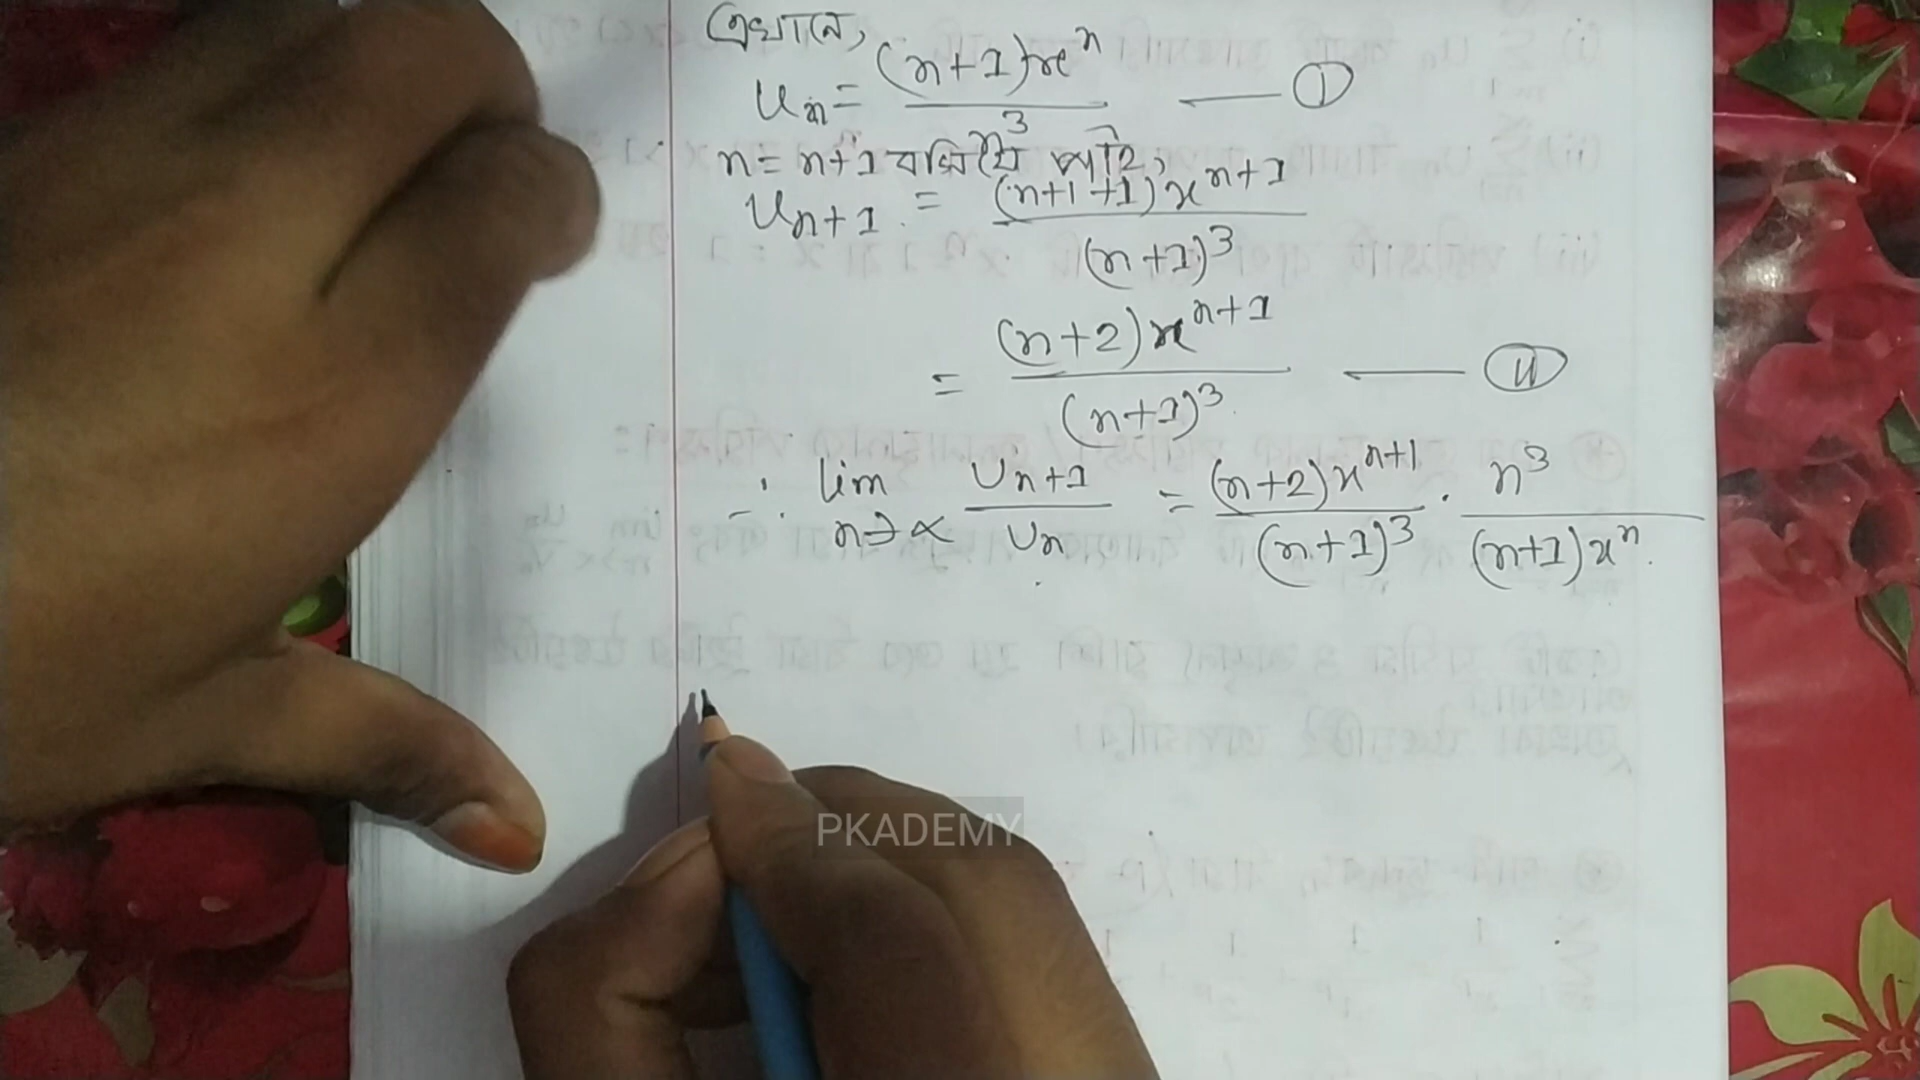 এখানে,
uₙ = (n+1)xⁿ / n³ —— (i)
n = n+1 বসিয়ে পাই,
uₙ₊₁ = (n+1+1)xⁿ⁺¹ / (n+1)³
= (n+2)xⁿ⁺¹ / (n+1)³ —— (ii)
∴ lim n→∝ Uₙ₊₁ / Uₙ = (n+2)xⁿ⁺¹ / (n+1)³ . n³ / (n+1)xⁿ.
PKADEMY